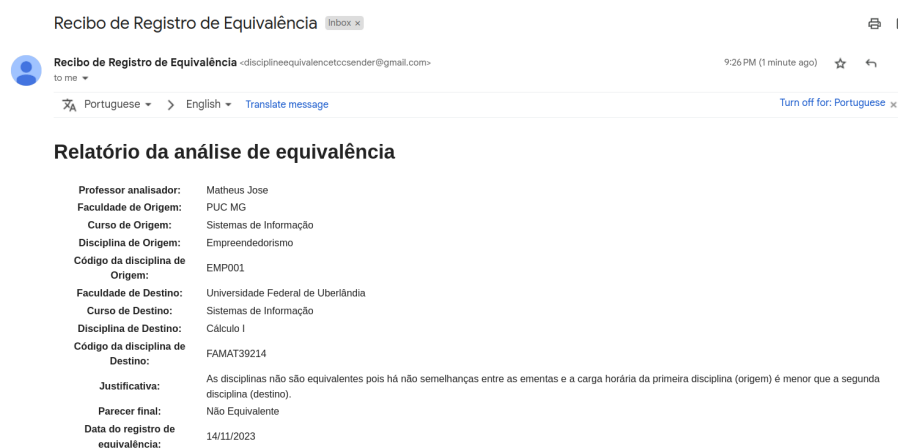 Recibo de Registro de Equivalência Inbox ×
Recibo de Registro de Equivalência <disciplineequivalencetccsender@gmail.com> 9:26 PM (1 minute ago)
to me
Portuguese > English Translate message Turn off for: Portuguese ×
Relatório da análise de equivalência
Professor analisador: Matheus Jose
Faculdade de Origem: PUC MG
Curso de Origem: Sistemas de Informação
Disciplina de Origem: Empreendedorismo
Código da disciplina de
Origem: EMP001
Faculdade de Destino: Universidade Federal de Uberlândia
Curso de Destino: Sistemas de Informação
Disciplina de Destino: Cálculo I
Código da disciplina de
Destino: FAMAT39214
Justificativa: As disciplinas não são equivalentes pois há não semelhanças entre as ementas e a carga horária da primeira disciplina (origem) é menor que a segunda
disciplina (destino).
Parecer final: Não Equivalente
Data do registro de
equivalência: 14/11/2023